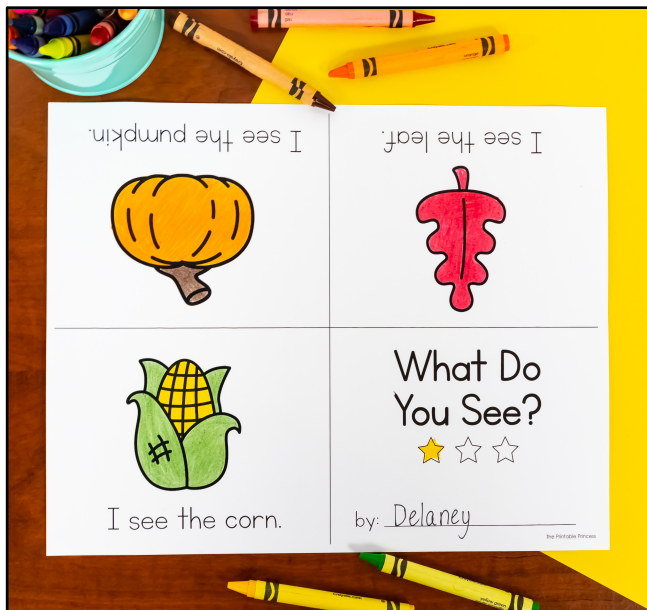 I see the pumpkin.
I see the leaf.
I see the corn.
What Do
You See?
by: Delaney
The Printable Princess